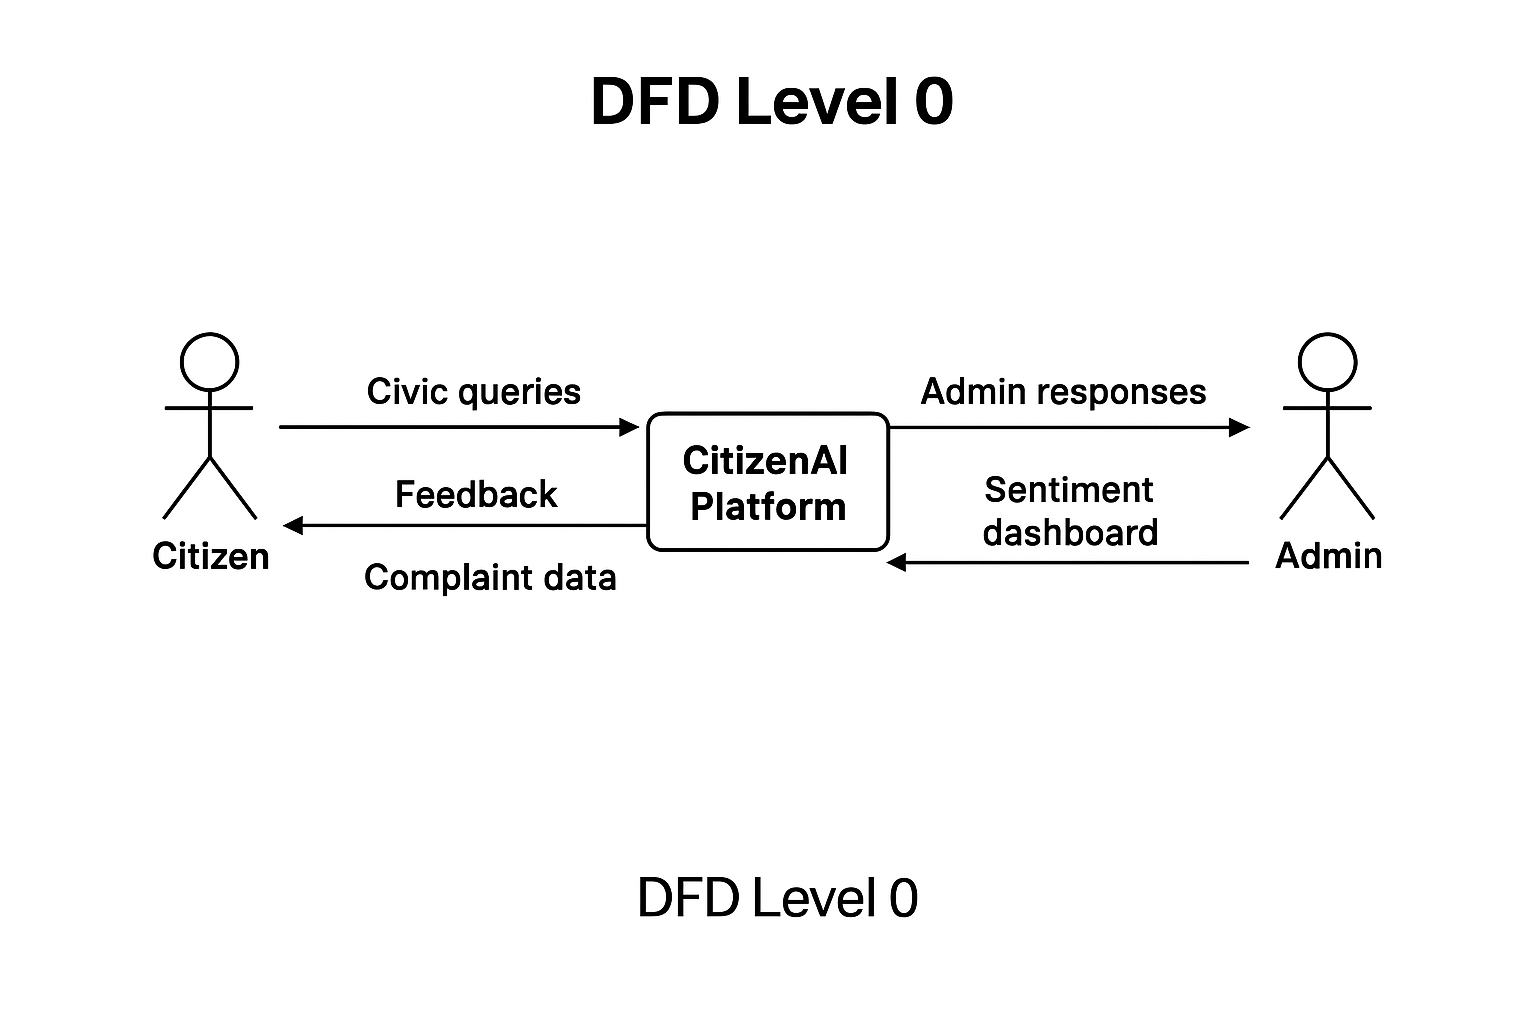 DFD Level 0
Civic queries
Admin responses
CitizenAI
Platform
Feedback
Sentiment
dashboard
Citizen
Complaint data
Admin
DFD Level 0